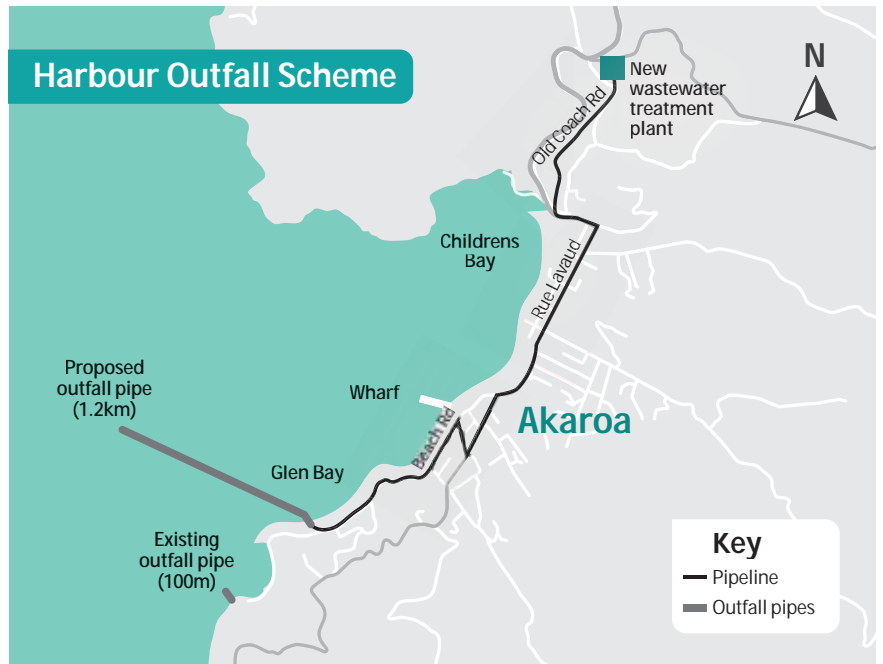 Harbour Outfall Scheme
New
wastewater
treatment
plant
N
Old Coach Rd
Childrens
Bay
Rue Lavaud
Proposed
outfall pipe
(1.2km)
Wharf
Beach Rd
Akaroa
Glen Bay
Existing
outfall pipe
(100m)
Key
Pipeline
Outfall pipes